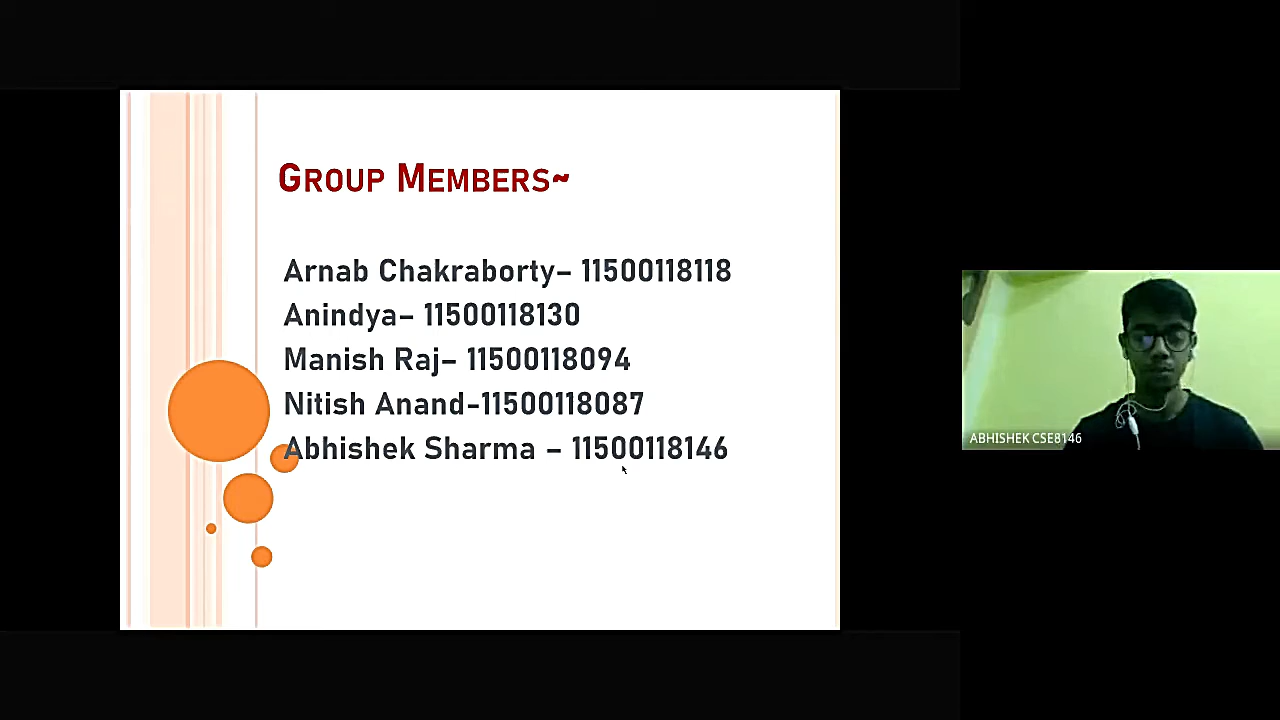 GROUP MEMBERS~
Arnab Chakraborty– 11500118118
Anindya– 11500118130
Manish Raj– 11500118094
Nitish Anand-11500118087
Abhishek Sharma – 11500118146
ABHISHEK CSE8146